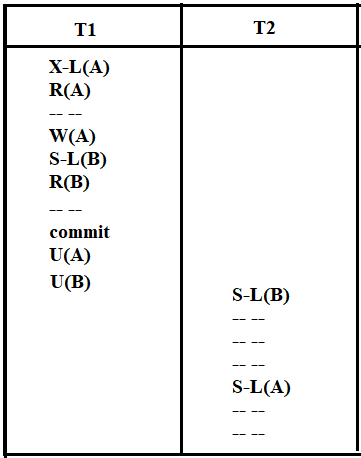 T1
T2
X-L(A)
R(A)
-- --
W(A)
S-L(B)
R(B)
-- --
commit
U(A)
U(B)
S-L(B)
-- --
-- --
-- --
S-L(A)
-- --
-- --